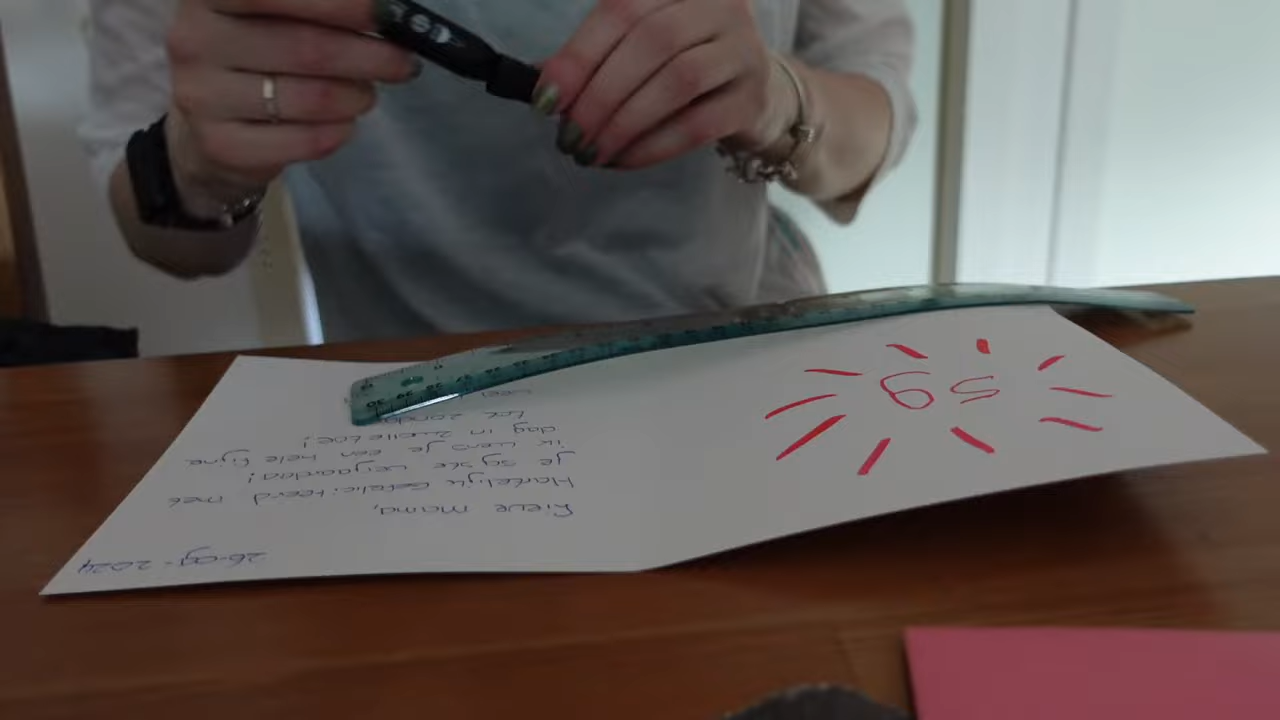 26-09-2024
Lieve mama,
Hartelijk gefeliciteerd met
je 59ste verjaardag!
ik wens je een hele fijne
dag in Zwolle toe!
tot
59